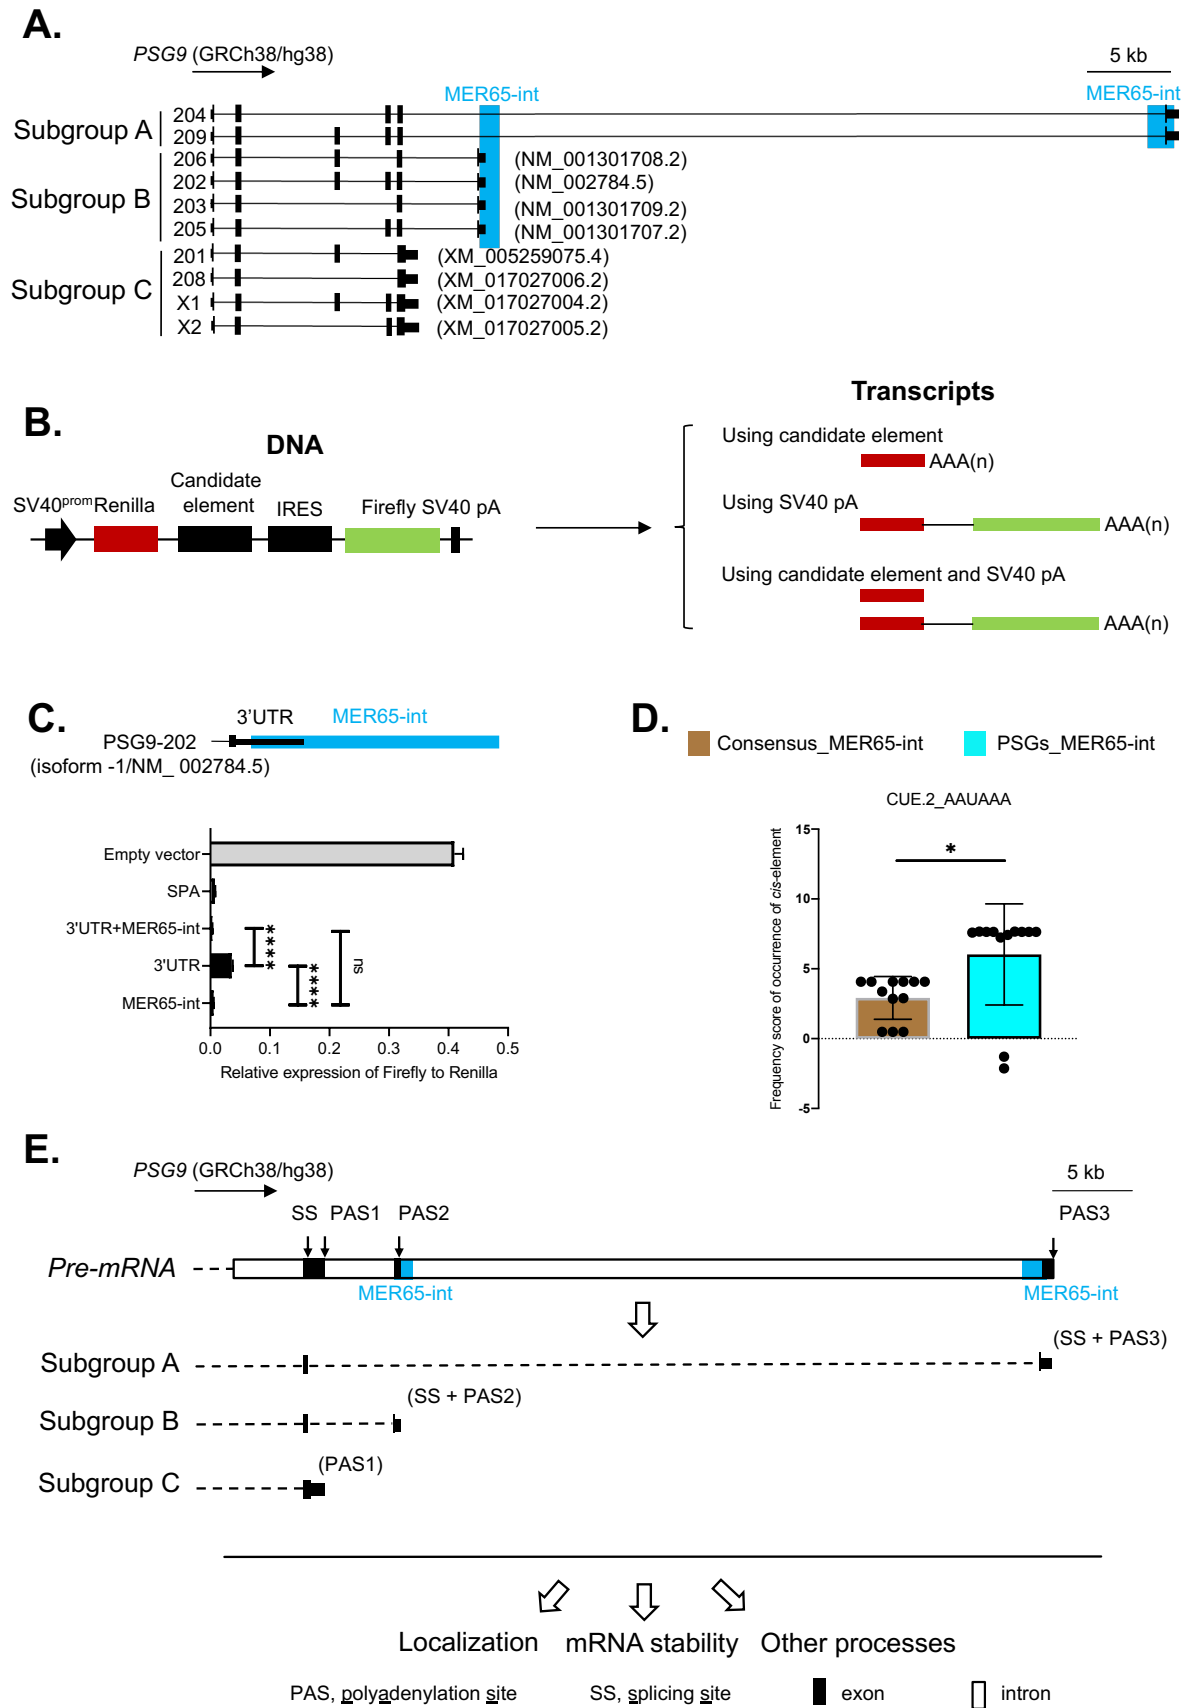 A.
PSG9 (GRCh38/hg38)
5 kb
MER65-int
MER65-int
Subgroup A
204
209
Subgroup B
206
(NM_001301708.2)
202
(NM_002784.5)
203
(NM_001301709.2)
205
(NM_001301707.2)
Subgroup C
201
(XM_005259075.4)
208
(XM_017027006.2)
X1
(XM_017027004.2)
X2
(XM_017027005.2)
B.
DNA
Transcripts
SV40prom
Renilla
Candidate
element
IRES
Firefly SV40 pA
Using candidate element
AAA(n)
Using SV40 pA
AAA(n)
Using candidate element and SV40 pA
AAA(n)
C.
3'UTR
MER65-int
PSG9-202
(isoform -1/NM_ 002784.5)
Empty vector
SPA
3'UTR+MER65-int
3'UTR
MER65-int
****
****
ns
0.0 0.1 0.2 0.3 0.4 0.5
Relative expression of Firefly to Renilla
D.
Consensus_MER65-int
PSGs_MER65-int
CUE.2_AAUAAA
Frequency score of occurrence of cis-element
15
10
5
0
-5
*
E.
PSG9 (GRCh38/hg38)
5 kb
SS PAS1 PAS2
PAS3
Pre-mRNA
MER65-int
MER65-int
Subgroup A
(SS + PAS3)
Subgroup B
(SS + PAS2)
Subgroup C
(PAS1)
Localization mRNA stability Other processes
PAS, polyadenylation site
SS, splicing site
exon
intron